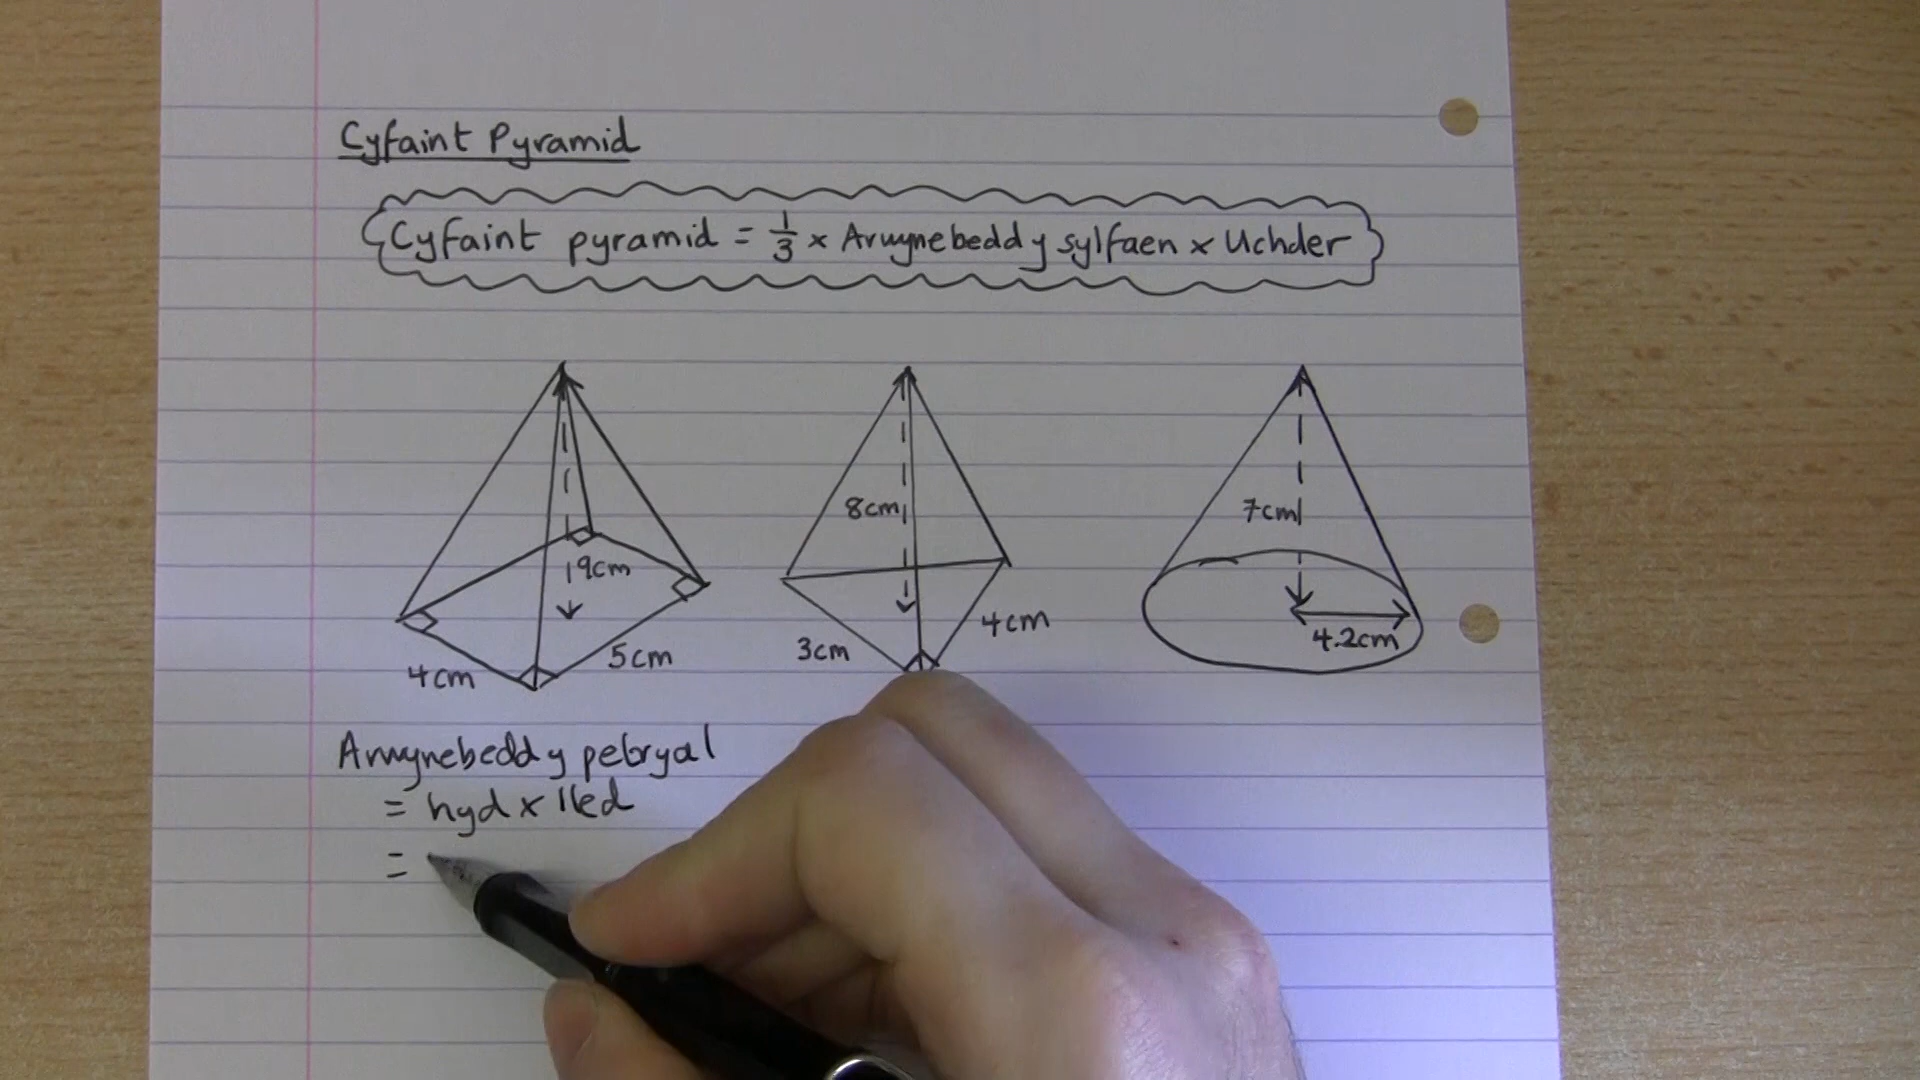 Cyfaint Pyramid
Cyfaint pyramid = 1/3 x Arwynebedd y sylfaen x Uchder
8cm
7cm
9cm
4cm
5cm
3cm
4cm
4.2cm
Arwynebedd y petryal
= hyd x lled
=